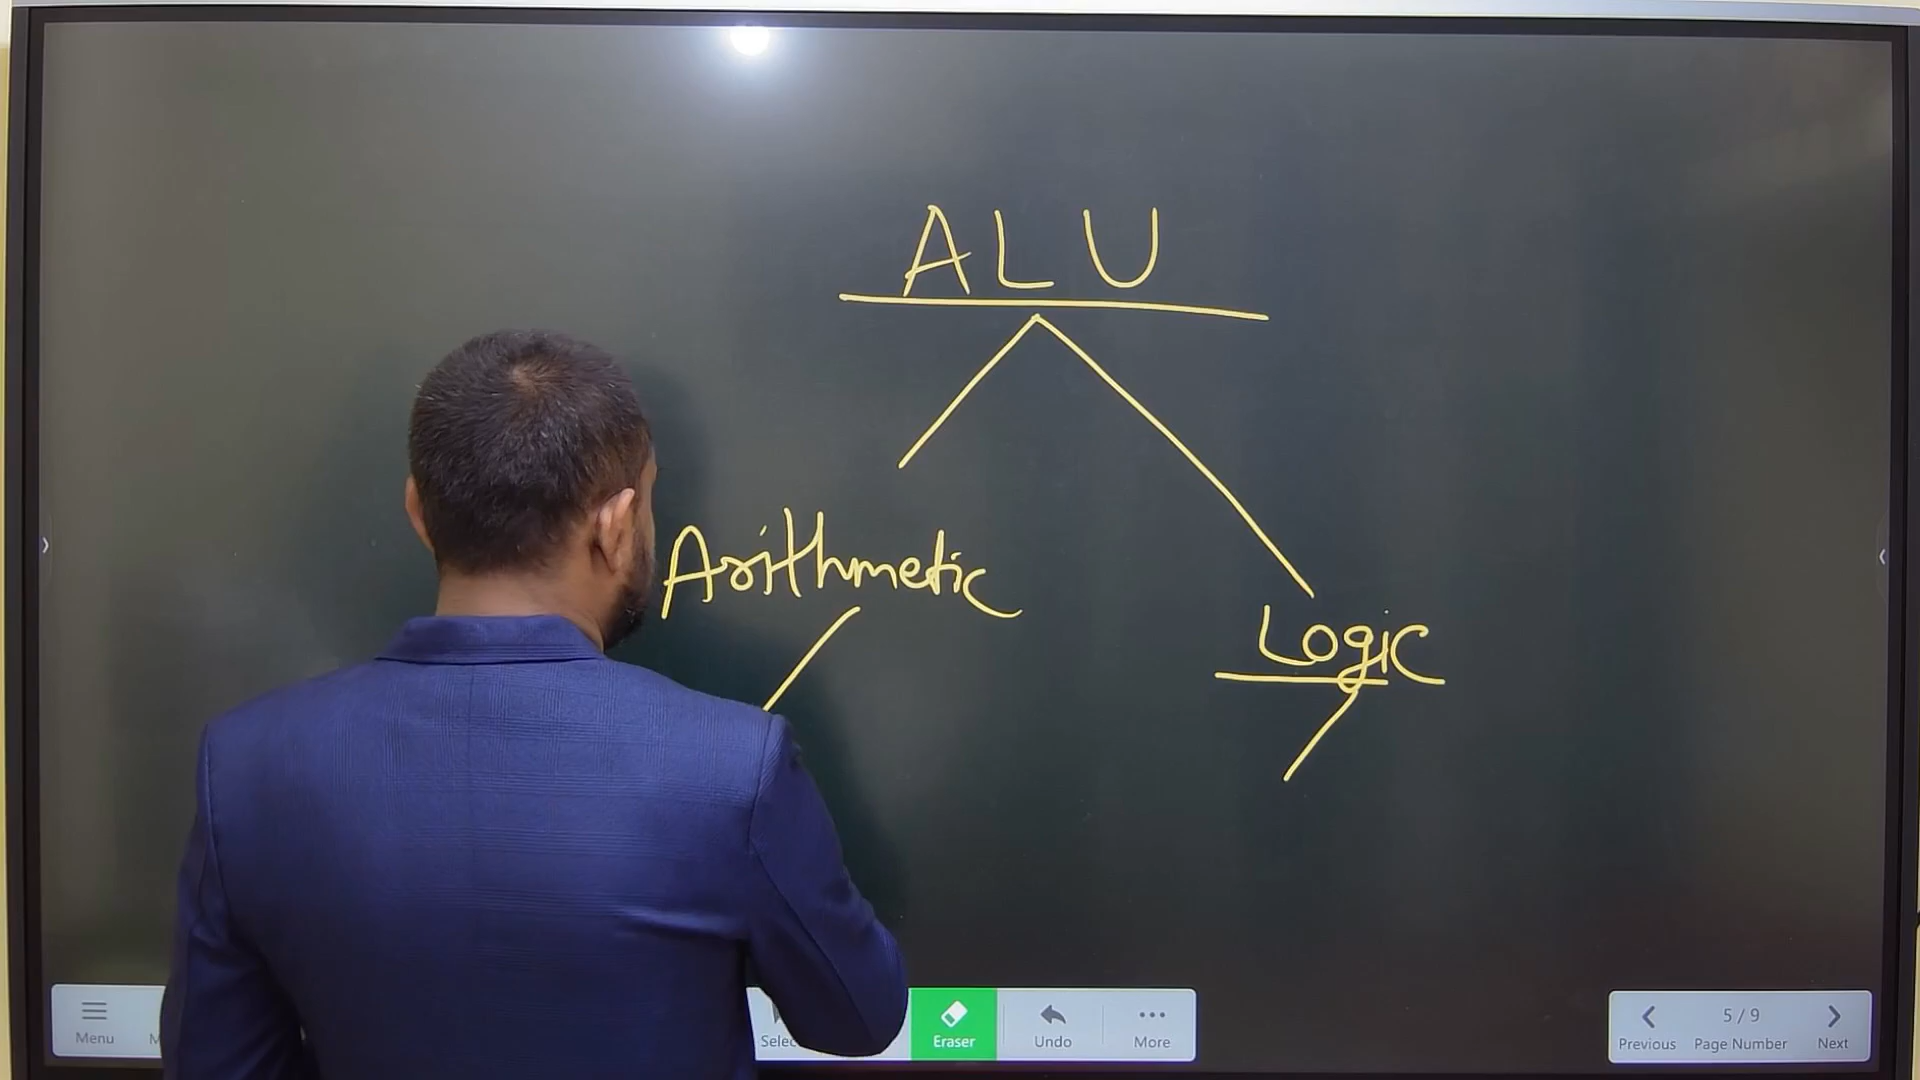 ALU
Arithmetic
Logic
Menu
Eraser
Undo
More
Previous
5 / 9
Page Number
Next